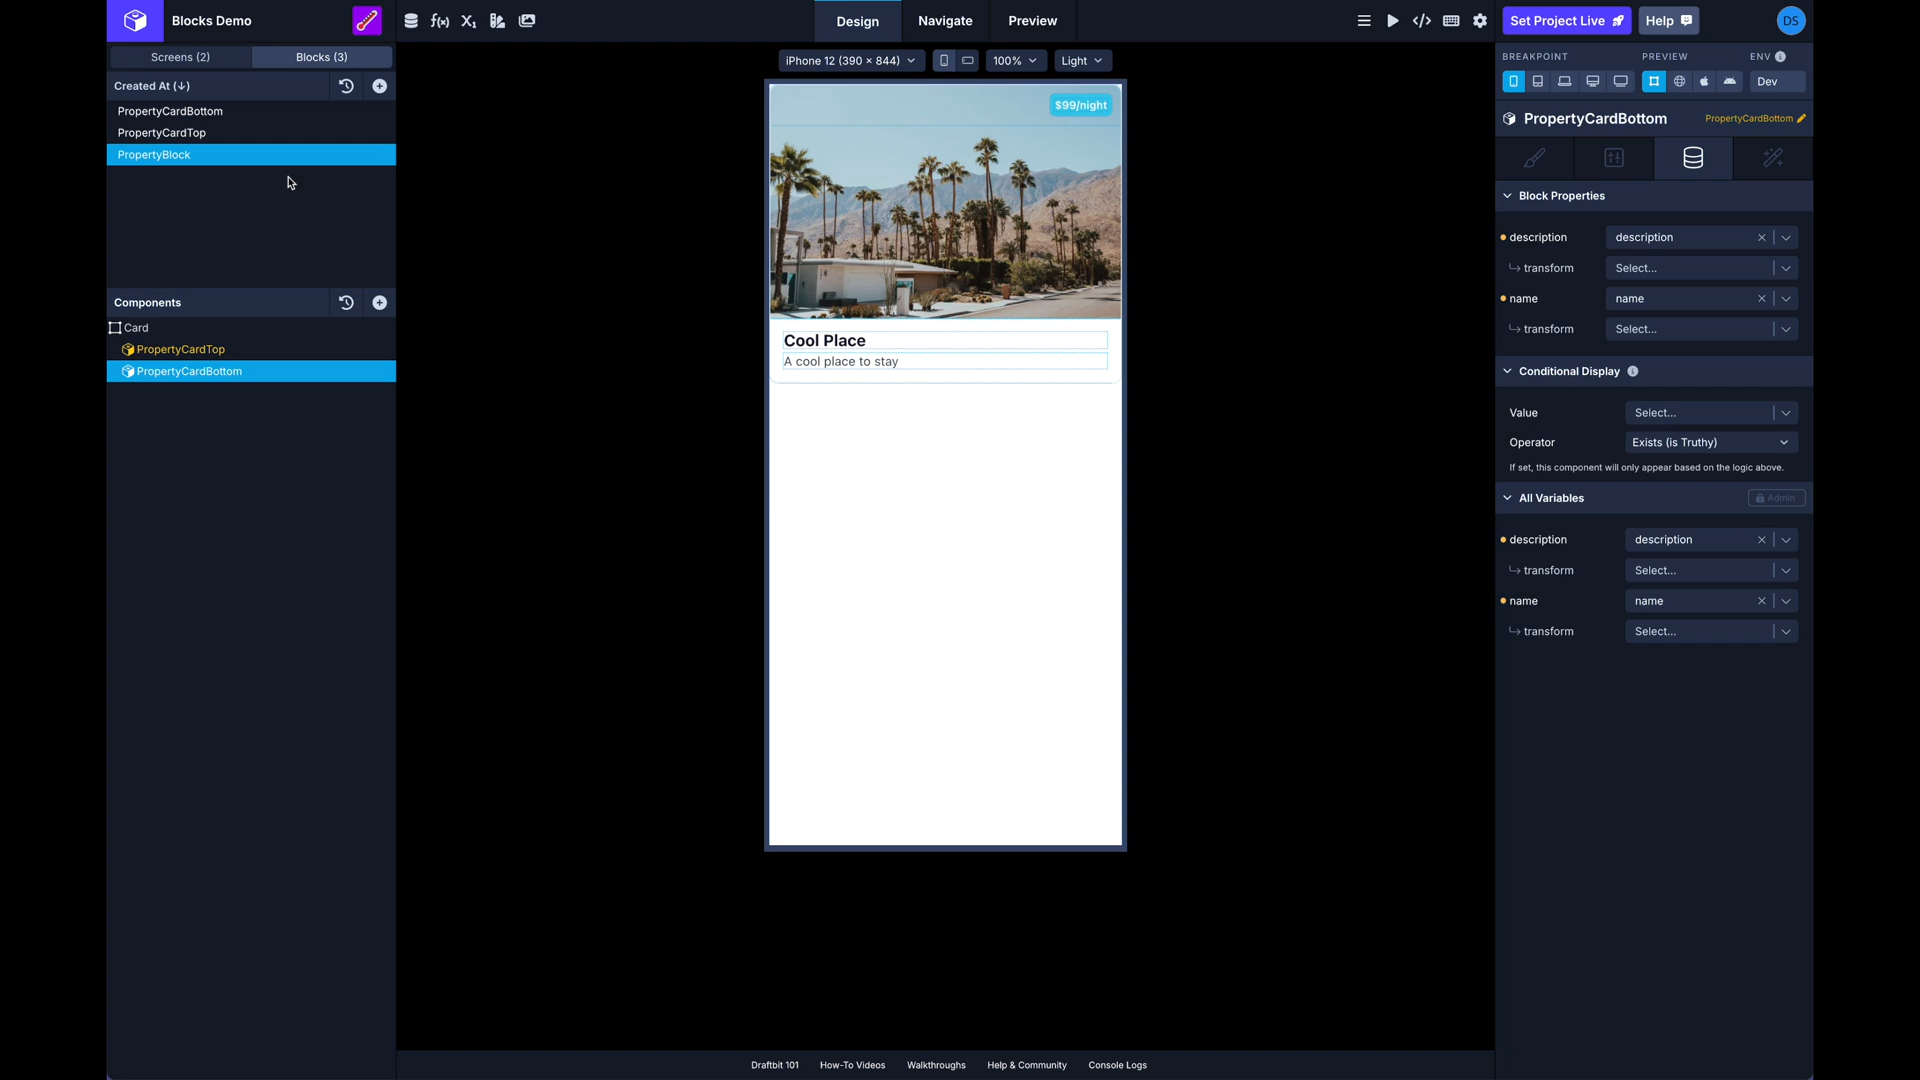 Blocks Demo
f(x)
X₁
Design
Navigate
Preview
Set Project Live
Help
DS
Screens (2)
Blocks (3)
iPhone 12 (390 × 844)
100%
Light
BREAKPOINT
PREVIEW
ENV
Dev
Created At (↓)
PropertyCardBottom
PropertyCardTop
PropertyBlock
Components
Card
PropertyCardTop
PropertyCardBottom
$99/night
Cool Place
A cool place to stay
PropertyCardBottom
PropertyCardBottom
Block Properties
description
description
transform
Select...
name
name
transform
Select...
Conditional Display
Value
Select...
Operator
Exists (is Truthy)
If set, this component will only appear based on the logic above.
All Variables
Admin
description
description
transform
Select...
name
name
transform
Select...
Draftbit 101
How-To Videos
Walkthroughs
Help & Community
Console Logs